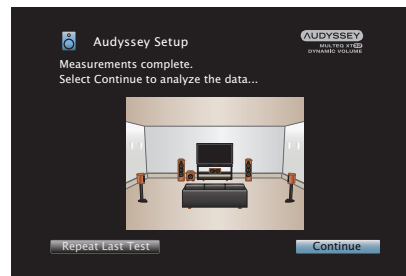 Audyssey Setup
AUDYSSEY
MULTEQ XT32
DYNAMIC VOLUME
Measurements complete.
Select Continue to analyze the data...
Repeat Last Test
Continue